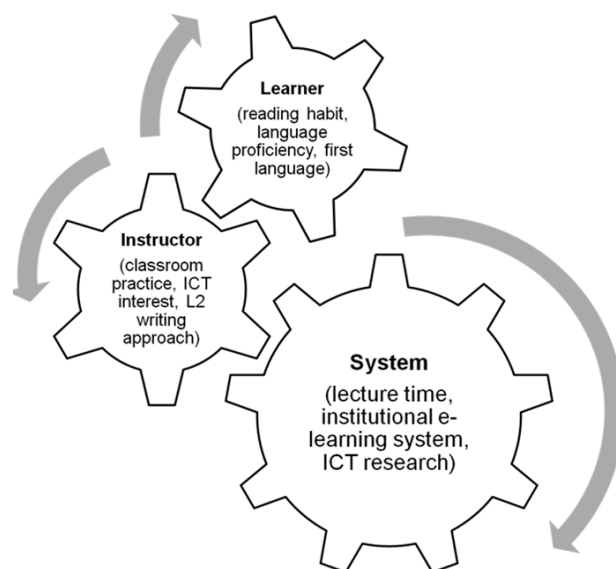 Learner
(reading habit,
language
proficiency, first
language)
Instructor
(classroom
practice, ICT
interest, L2
writing
approach)
System
(lecture time,
institutional e-
learning system,
ICT research)